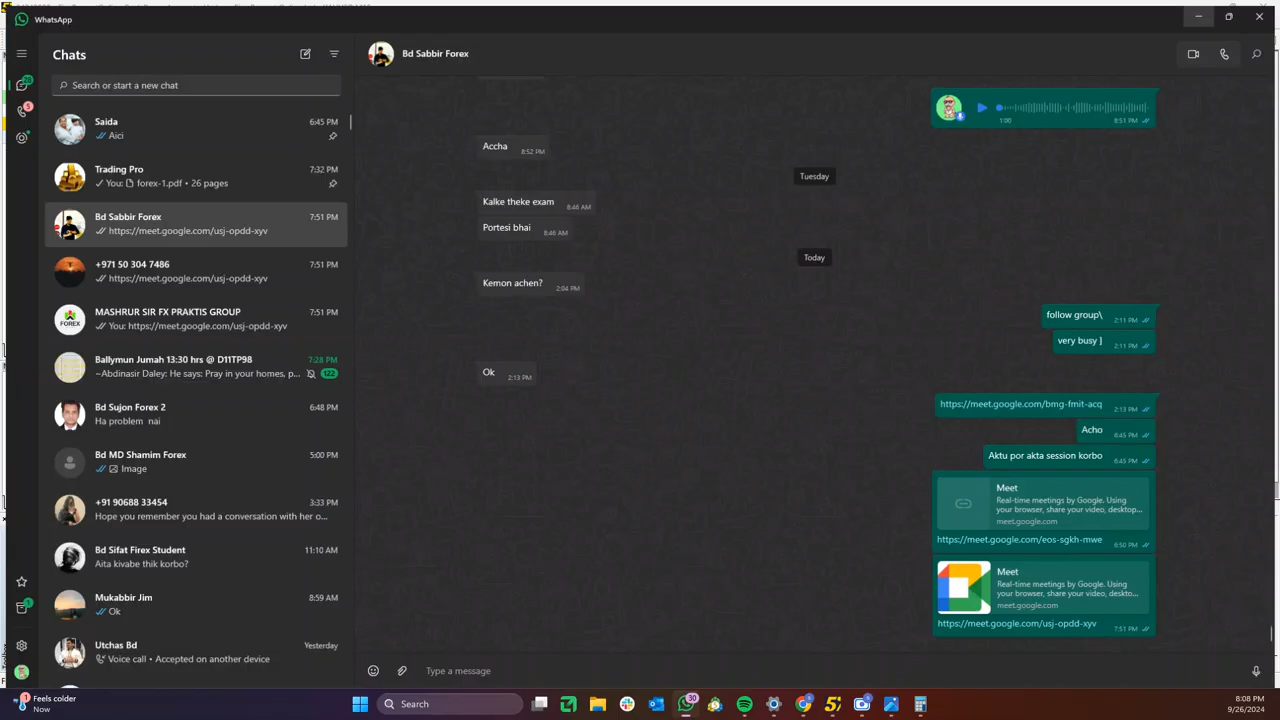 WhatsApp
Chats
Search or start a new chat
28
5
1
Saida
6:45 PM
Aici
Trading Pro
7:32 PM
You: forex-1.pdf • 26 pages
Bd Sabbir Forex
7:51 PM
https://meet.google.com/usj-opdd-xyv
+971 50 304 7486
7:51 PM
https://meet.google.com/usj-opdd-xyv
FOREX
MASHRUR SIR FX PRAKTIS GROUP
7:51 PM
You: https://meet.google.com/usj-opdd-xyv
Ballymun Jumah 13:30 hrs @ D11TP98
7:28 PM
~Abdinasir Daley: He says: Pray in your homes, p...
122
Bd Sujon Forex 2
6:48 PM
Ha problem nai
Bd MD Shamim Forex
5:00 PM
Image
+91 90688 33454
3:33 PM
Hope you remember you had a conversation with her o...
Bd Sifat Firex Student
11:10 AM
Aita kivabe thik korbo?
Mukabbir Jim
8:59 AM
Ok
Utchas Bd
Yesterday
Voice call • Accepted on another device
Bd Sabbir Forex
1:00
8:51 PM
Accha
8:52 PM
Tuesday
Kalke theke exam
8:46 AM
Portesi bhai
8:46 AM
Today
Kemon achen?
2:04 PM
follow group\
2:11 PM
very busy ]
2:11 PM
Ok
2:13 PM
https://meet.google.com/bmg-fmit-acq
2:13 PM
Acho
6:45 PM
Aktu por akta session korbo
6:45 PM
Meet
Real-time meetings by Google. Using
your browser, share your video, desktop...
meet.google.com
https://meet.google.com/eos-sgkh-mwe
6:50 PM
Meet
Real-time meetings by Google. Using
your browser, share your video, deskto...
meet.google.com
https://meet.google.com/usj-opdd-xyv
7:51 PM
Type a message
1
Feels colder
Now
Search
30
8:08 PM
9/26/2024